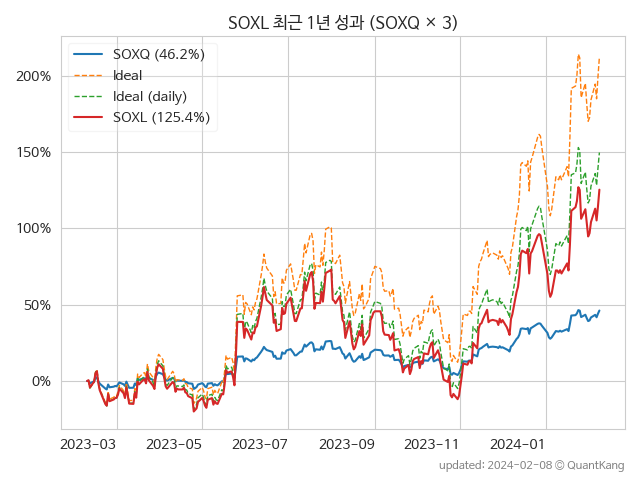 SOXL 최근 1년 성과 (SOXQ × 3)
SOXQ (46.2%)
Ideal
Ideal (daily)
SOXL (125.4%)
200%
150%
100%
50%
0%
2023-03 2023-05 2023-07 2023-09 2023-11 2024-01
updated: 2024-02-08 © QuantKang